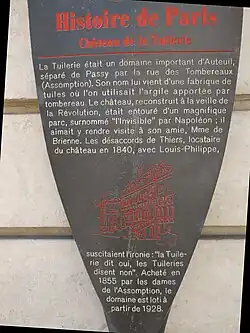 Histoire de Paris
Château de la Tuilerie
La Tuilerie était un domaine important d'Auteuil,
séparé de Passy par la rue des Tombereaux
(Assomption). Son nom lui vient d'une fabrique de
tuiles où l'on utilisait l'argile apportée par
tombereau. Le château, reconstruit à la veille de
la Révolution, était entouré d'un magnifique
parc, surnommé "l'Invisible" par Napoléon ; il
aimait y rendre visite à son amie, Mme de
Brienne. Les désaccords de Thiers, locataire
du château en 1840, avec Louis-Philippe,
suscitaient l'ironie : "la Tuile-
rie dit oui, les Tuileries
disent non". Acheté en
1855 par les dames
de l'Assomption, le
domaine est loti à
partir de 1928.